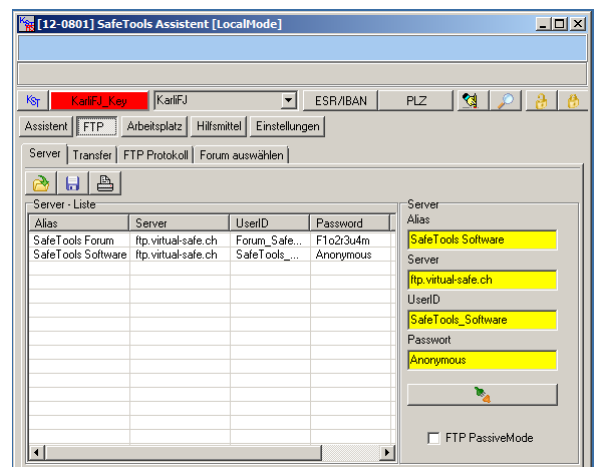 [12-0801] SafeTools Assistent [LocalMode]
KST KarliFJ_Key KarliFJ ESR/IBAN PLZ
Assistent FTP Arbeitsplatz Hilfsmittel Einstellungen
Server Transfer FTP Protokoll Forum auswählen
Server - Liste
Alias Server UserID Password
SafeTools Forum ftp.virtual-safe.ch Forum_Safe... F1o2r3u4m
SafeTools Software ftp.virtual-safe.ch SafeTools_... Anonymous
Server
Alias
SafeTools Software
Server
ftp.virtual-safe.ch
UserID
SafeTools_Software
Passwort
Anonymous
FTP PassiveMode